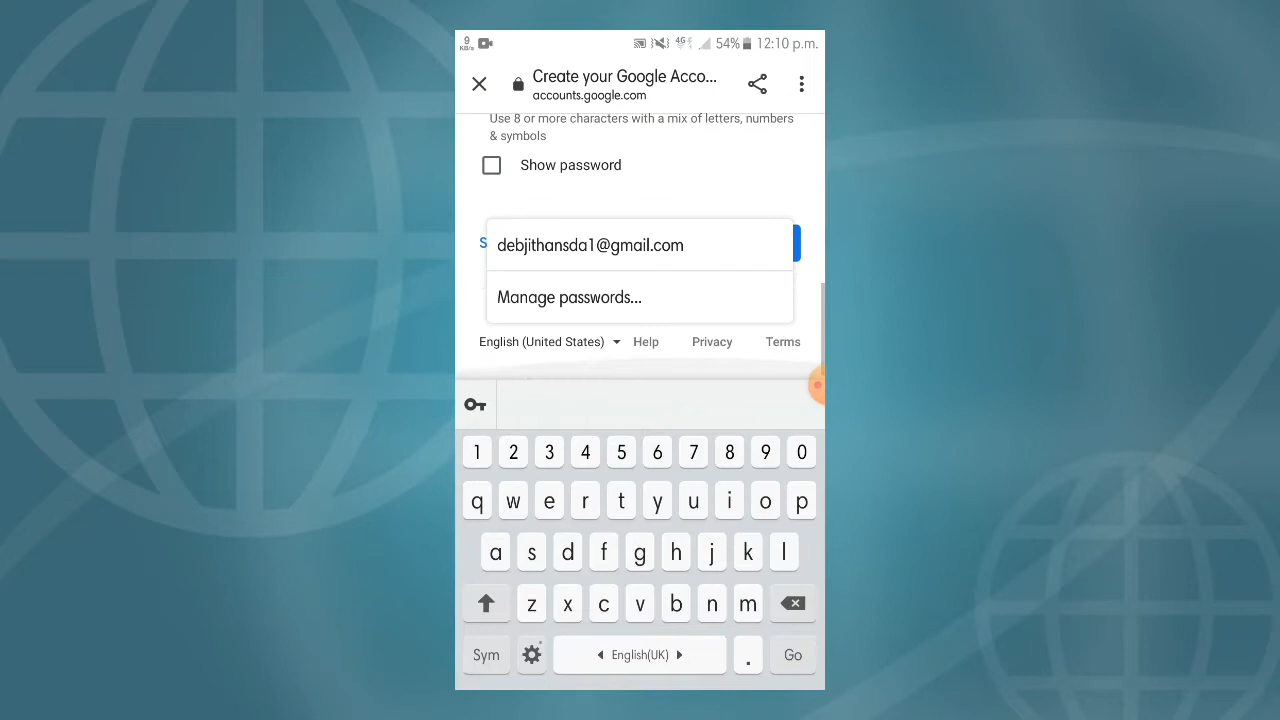 9
KB/s
4G
54%
12:10 p.m.
Create your Google Acco...
accounts.google.com
Use 8 or more characters with a mix of letters, numbers
& symbols
Show password
S
debjithansda1@gmail.com
Manage passwords...
English (United States)
Help
Privacy
Terms
1 2 3 4 5 6 7 8 9 0
q w e r t y u i o p
a s d f g h j k l
z x c v b n m
Sym
English(UK)
.
Go